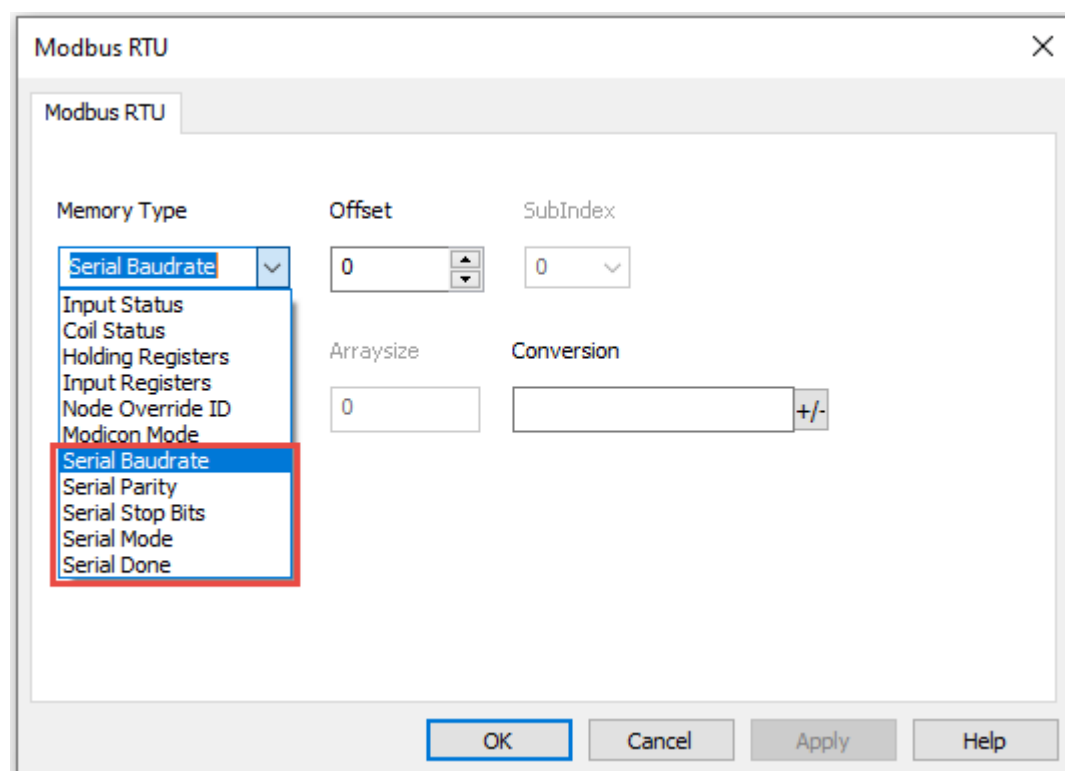 Modbus RTU
Modbus RTU
Memory Type Offset SubIndex
Serial Baudrate 0 0
Input Status
Coil Status
Holding Registers
Input Registers
Node Override ID
Modicon Mode
Serial Baudrate
Serial Parity
Serial Stop Bits
Serial Mode
Serial Done
Arraysize Conversion
0 +/-
OK Cancel Apply Help